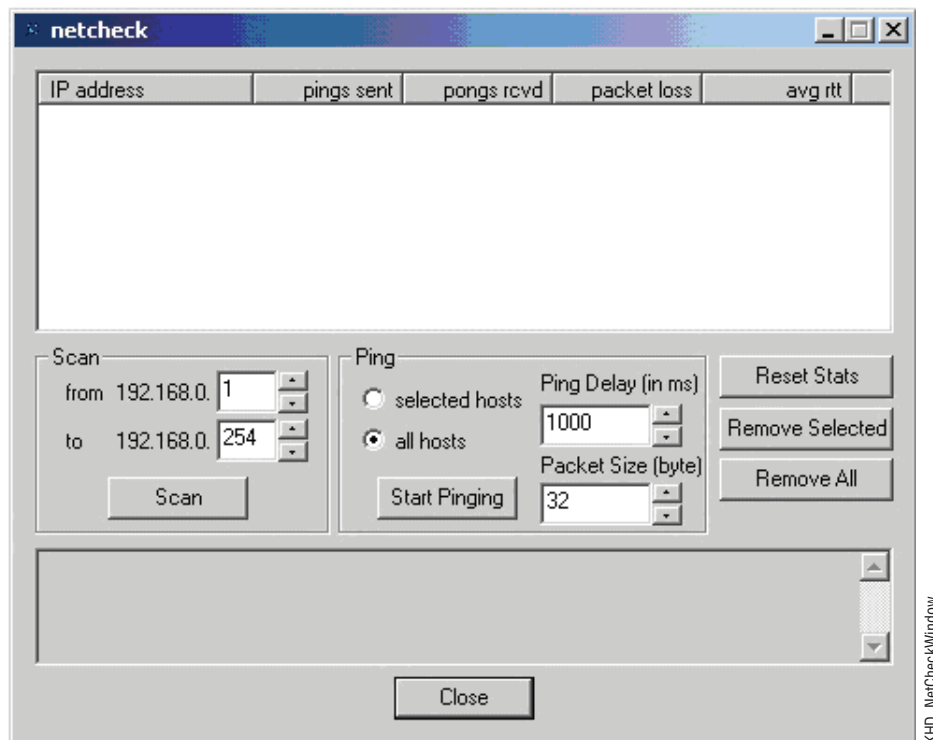 netcheck
IP address pings sent pongs rcvd packet loss avg rtt
Scan
from 192.168.0. 1
to 192.168.0. 254
Scan
Ping
selected hosts
all hosts
Start Pinging
Ping Delay (in ms)
1000
Packet Size (byte)
32
Reset Stats
Remove Selected
Remove All
Close
KHD_NetCheckWindow